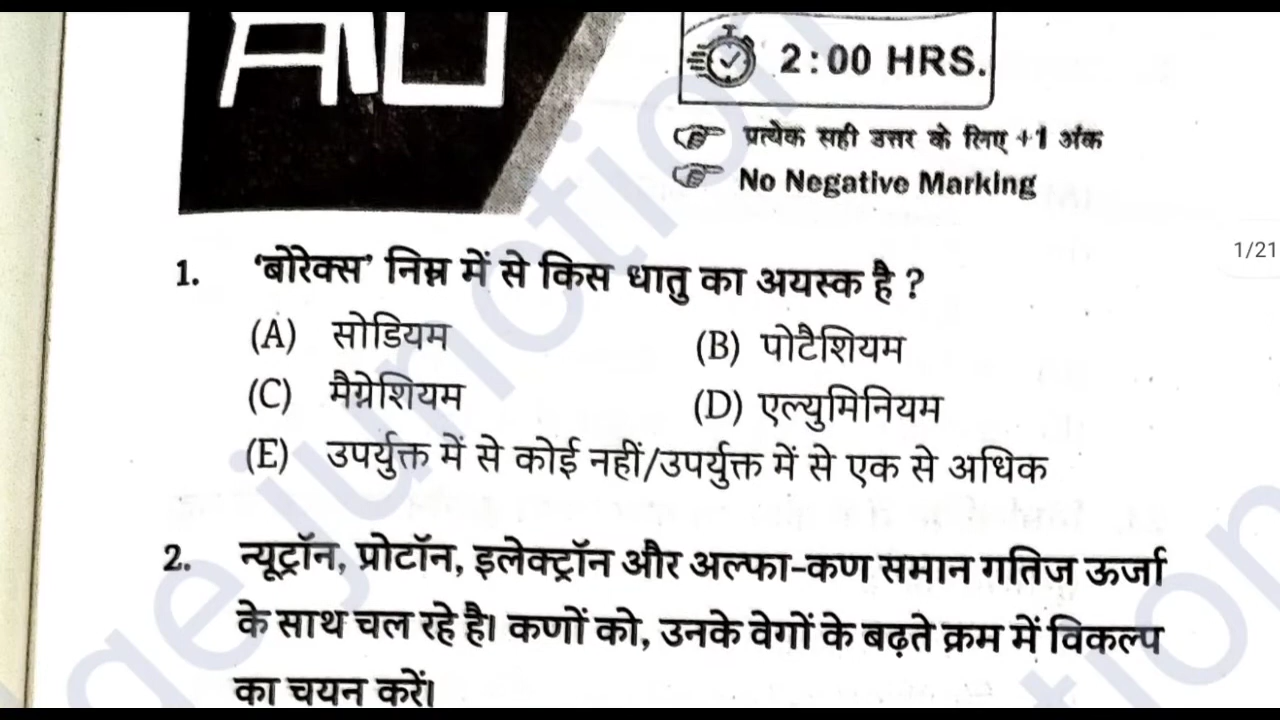 2:00 HRS.
प्रत्येक सही उत्तर के लिए +1 अंक
No Negative Marking
1/21
1. 'बोरेक्स' निम्न में से किस धातु का अयस्क है ?
(A) सोडियम (B) पोटैशियम
(C) मैग्नेशियम (D) एल्युमिनियम
(E) उपर्युक्त में से कोई नहीं/उपर्युक्त में से एक से अधिक
2. न्यूट्रॉन, प्रोटॉन, इलेक्ट्रॉन और अल्फा-कण समान गतिज ऊर्जा
के साथ चल रहे है। कणों को, उनके वेगों के बढ़ते क्रम में विकल्प
का चयन करें।